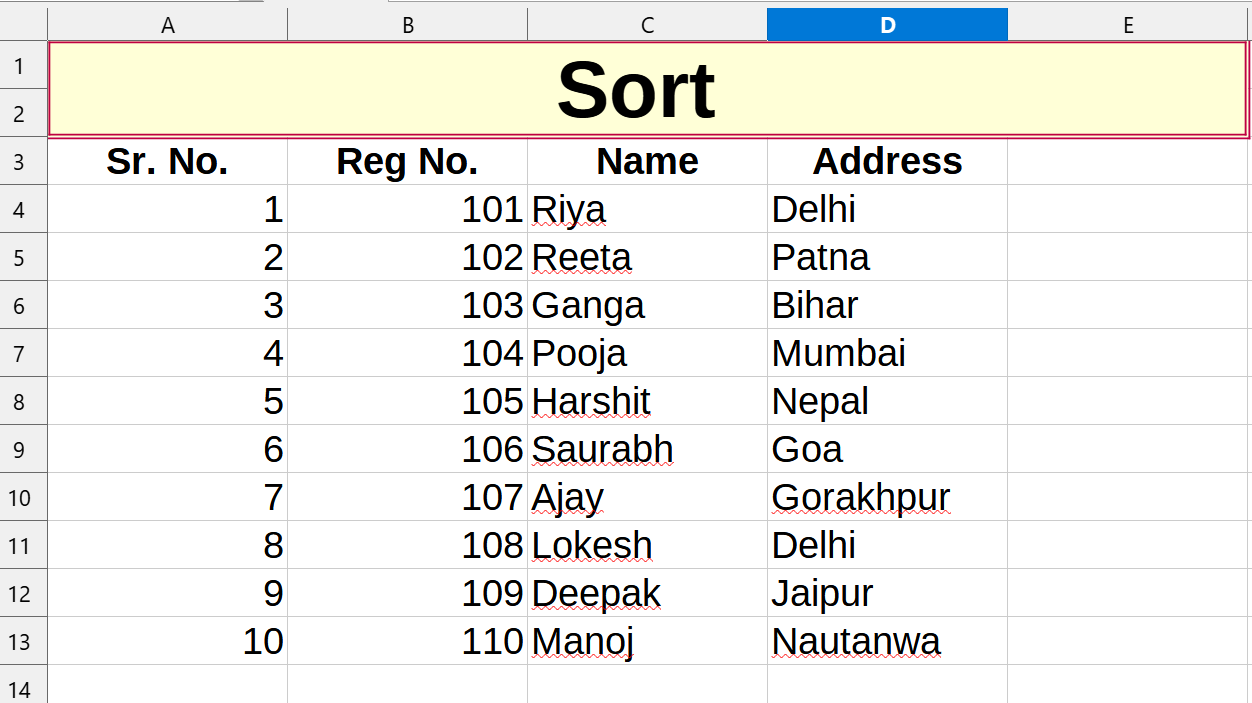 A B C D E
1
Sort
2
3 Sr. No. Reg No. Name Address
4 1 101 Riya Delhi
5 2 102 Reeta Patna
6 3 103 Ganga Bihar
7 4 104 Pooja Mumbai
8 5 105 Harshit Nepal
9 6 106 Saurabh Goa
10 7 107 Ajay Gorakhpur
11 8 108 Lokesh Delhi
12 9 109 Deepak Jaipur
13 10 110 Manoj Nautanwa
14